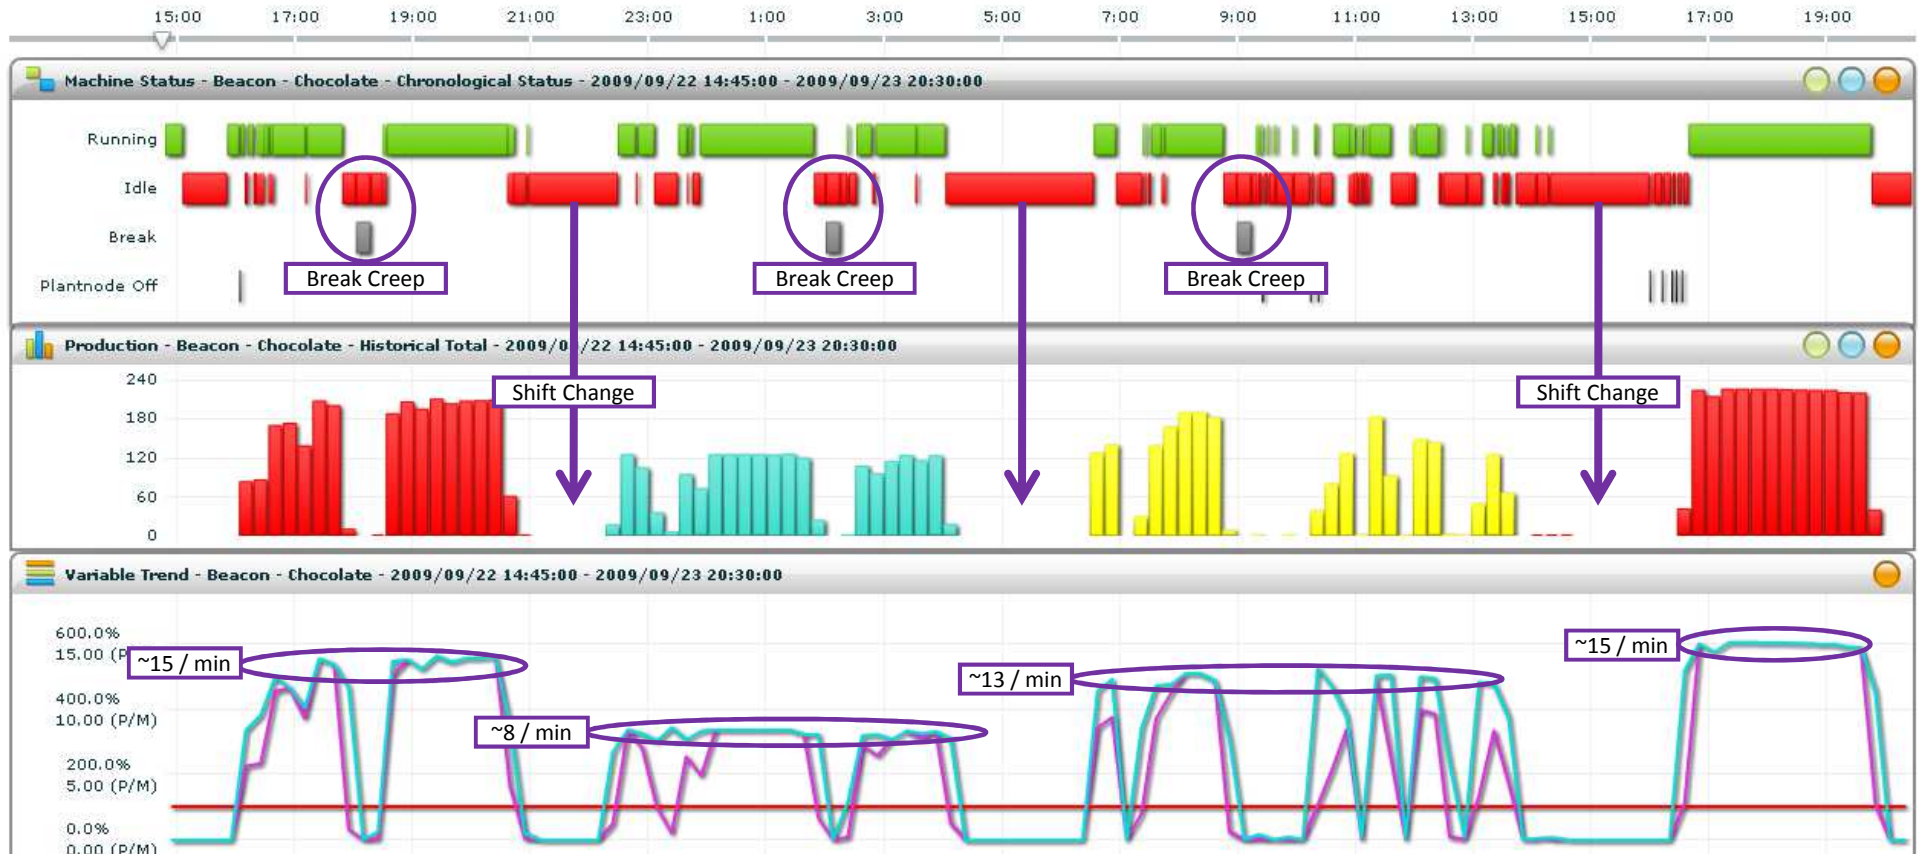 15:00 17:00 19:00 21:00 23:00 1:00 3:00 5:00 7:00 9:00 11:00 13:00 15:00 17:00 19:00
Machine Status - Beacon - Chocolate - Chronological Status - 2009/09/22 14:45:00 - 2009/09/23 20:30:00
Running
Idle
Break
Break Creep Break Creep Break Creep
Plantnode Off
Production - Beacon - Chocolate - Historical Total - 2009/0 /22 14:45:00 - 2009/09/23 20:30:00
240
Shift Change Shift Change
180
120
60
0
Variable Trend - Beacon - Chocolate - 2009/09/22 14:45:00 - 2009/09/23 20:30:00
600.0%
~15 / min
15.00 (P
~15 / min
~13 / min
400.0%
10.00 (P/M)
~8 / min
200.0%
5.00 (P/M)
0.0%
0.00 (P/M)